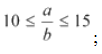 10 ≤ a/b ≤ 15 ;